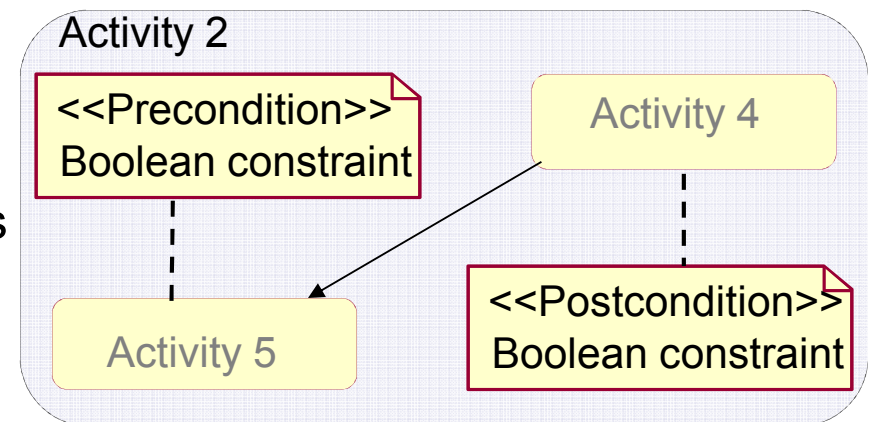 Activity 2
<<Precondition>>
Boolean constraint
Activity 4
s
Activity 5
<<Postcondition>>
Boolean constraint